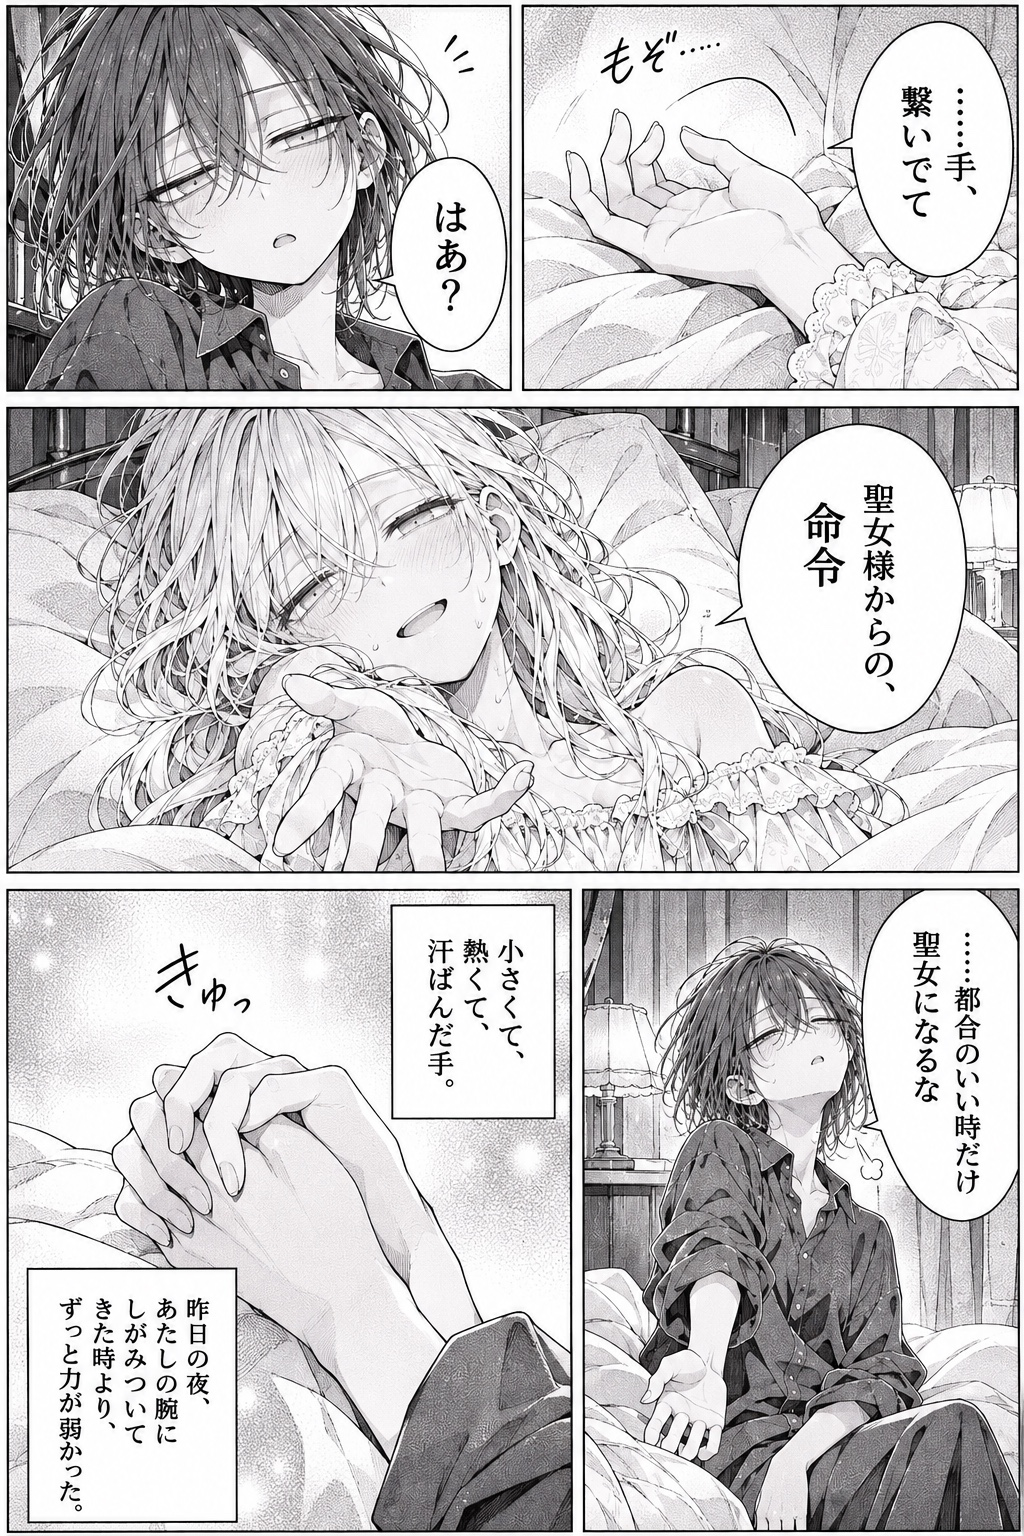 ……手、
繋いでて
もぞ……
はあ？
聖女様からの、
命令
……都合のいい時だけ
聖女になるな
小さくて、
熱くて、
汗ばんだ手。
きゅっ
昨日の夜、
あたしの腕に
しがみついて
きた時より、
ずっと力が弱かった。